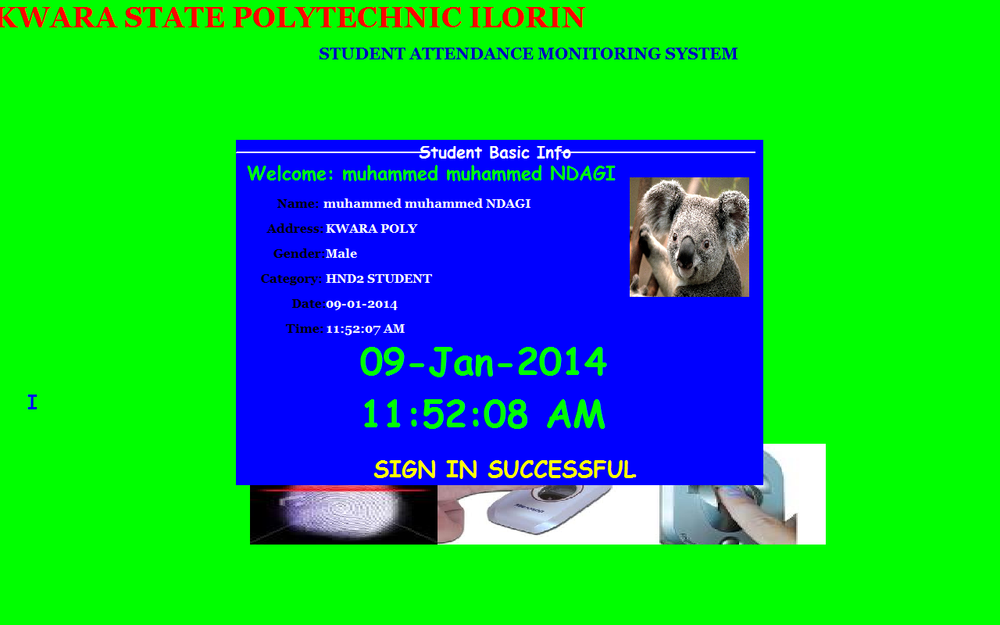 KWARA STATE POLYTECHNIC ILORIN
STUDENT ATTENDANCE MONITORING SYSTEM
Student Basic Info
Welcome: muhammed muhammed NDAGI
Name: muhammed muhammed NDAGI
Address: KWARA POLY
Gender: Male
Category: HND2 STUDENT
Date: 09-01-2014
Time: 11:52:07 AM
09-Jan-2014
11:52:08 AM
I
SIGN IN SUCCESSFUL